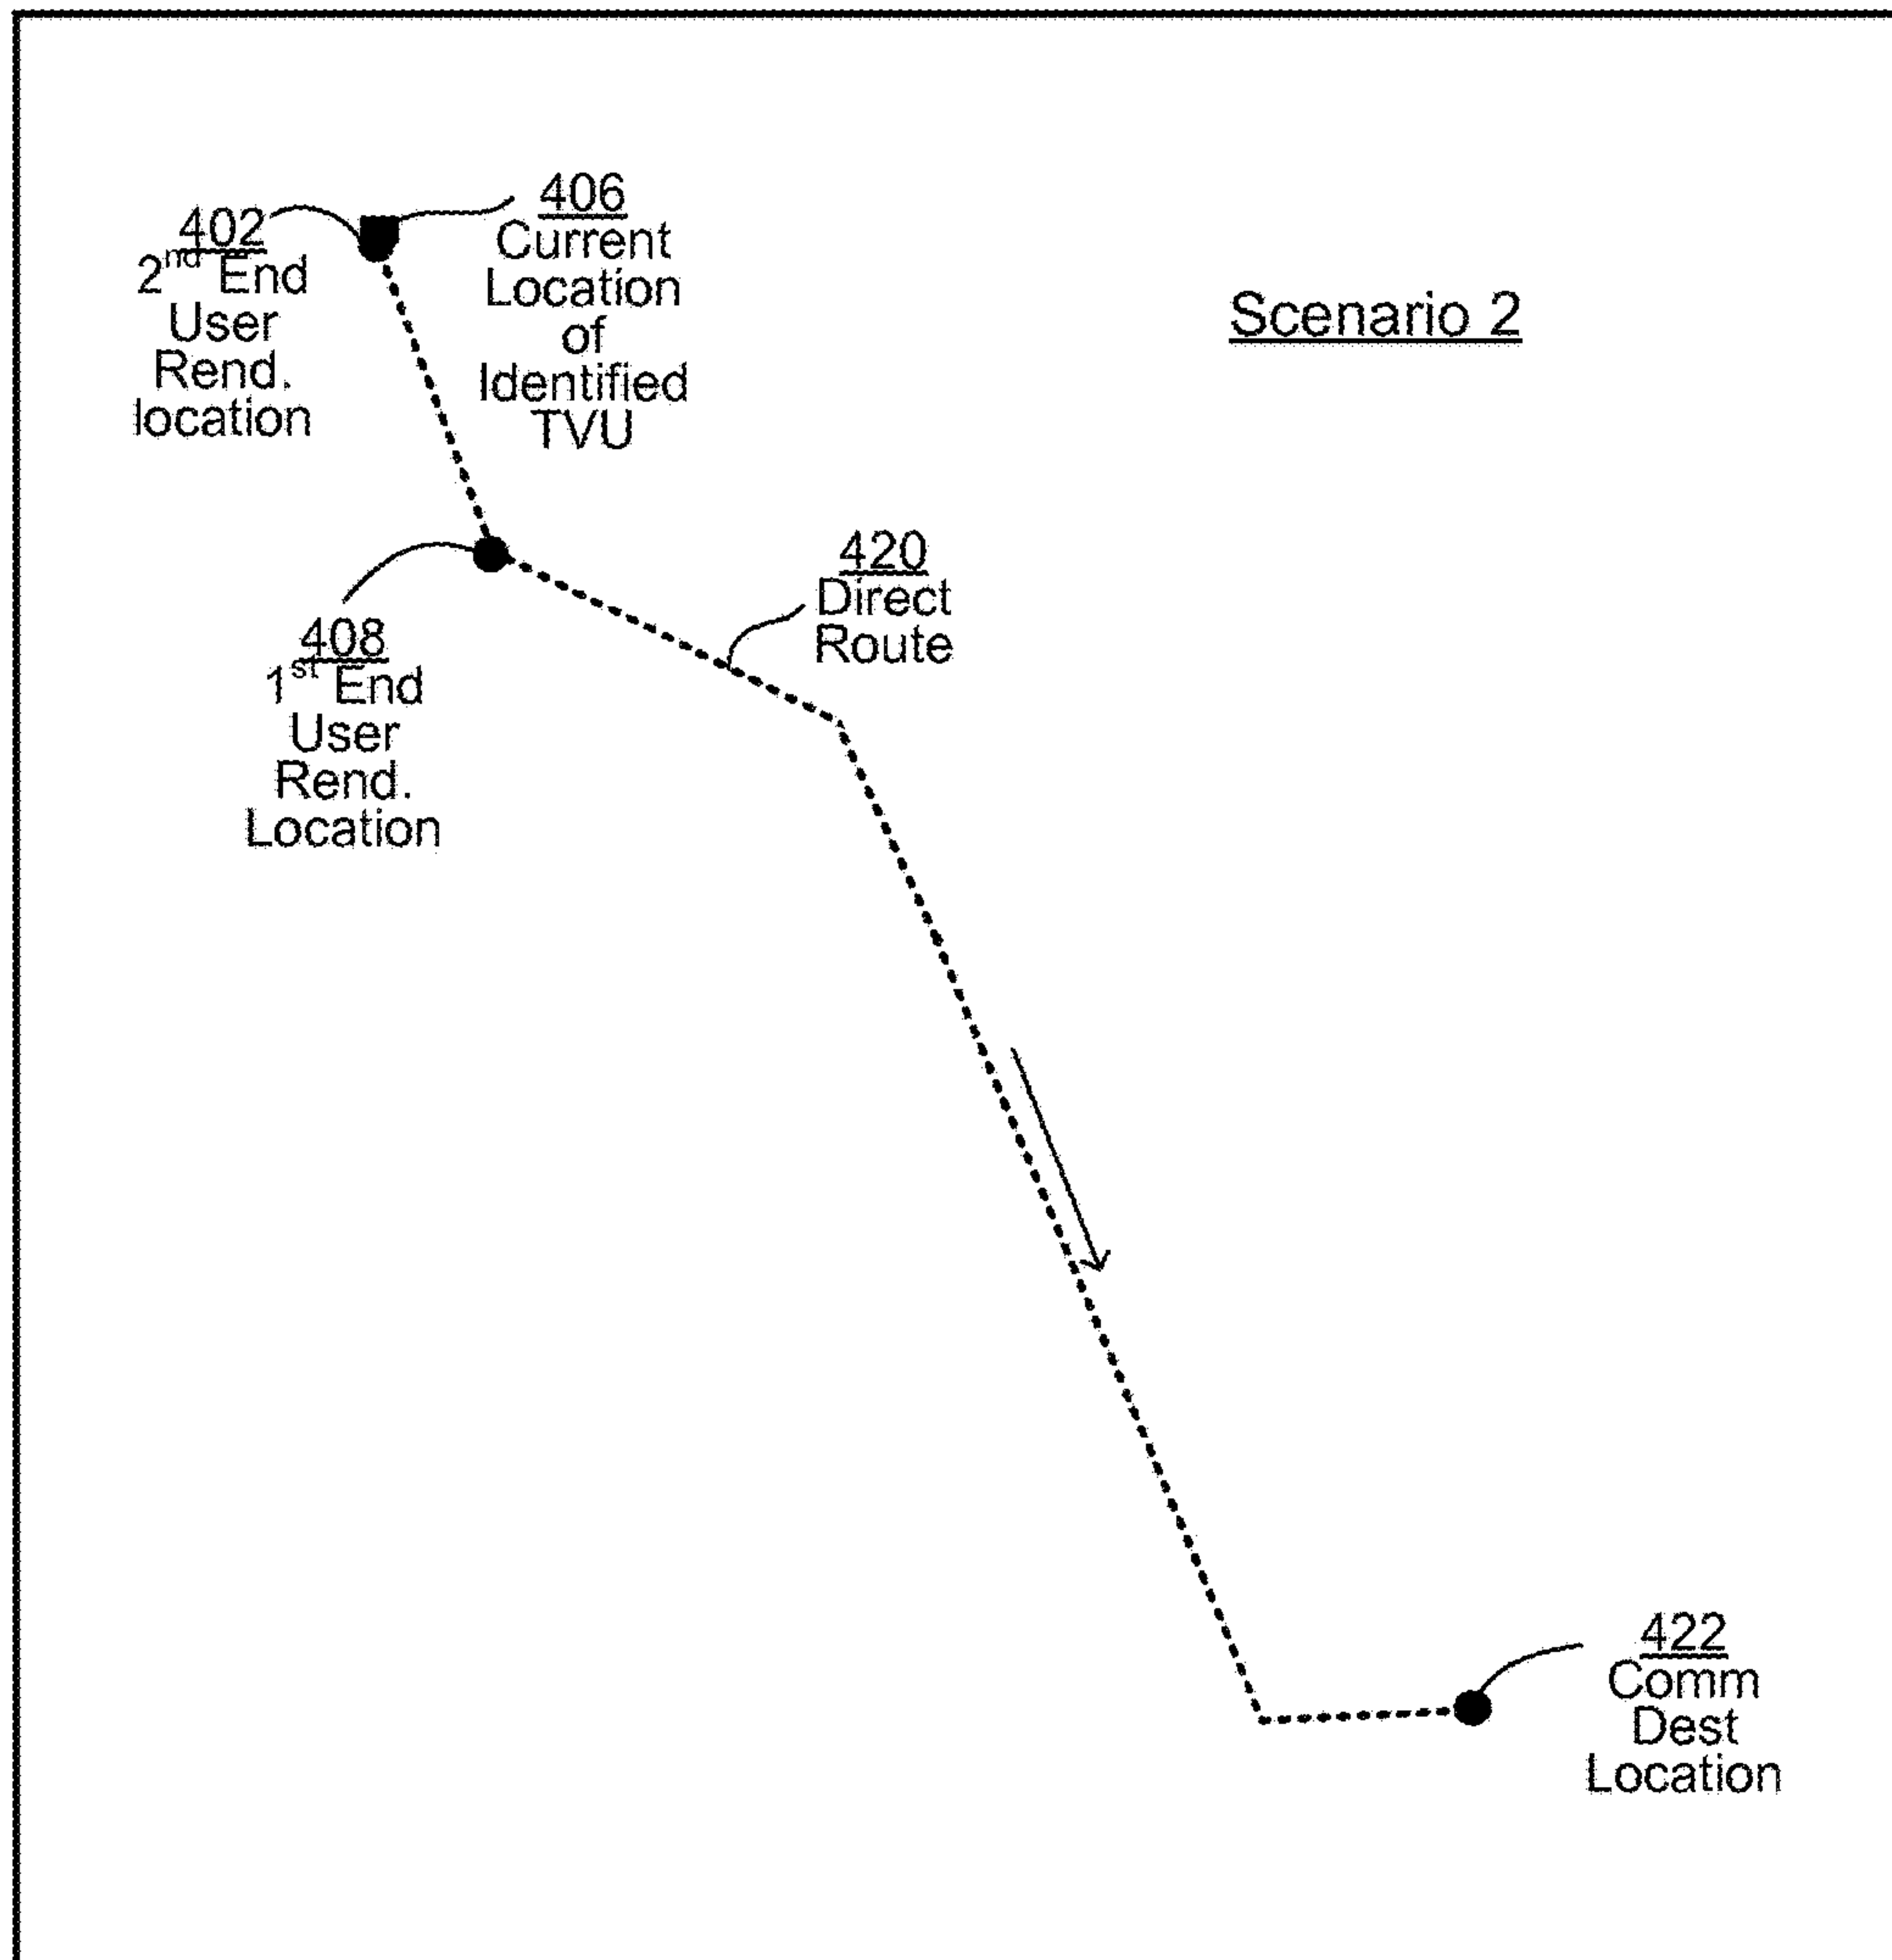 406
Current
Location
of
Identified
TVU
402
2nd End
User
Rend.
location
Scenario 2
420
Direct
Route
408
1st End
User
Rend.
Location
422
Comm
Dest
Location